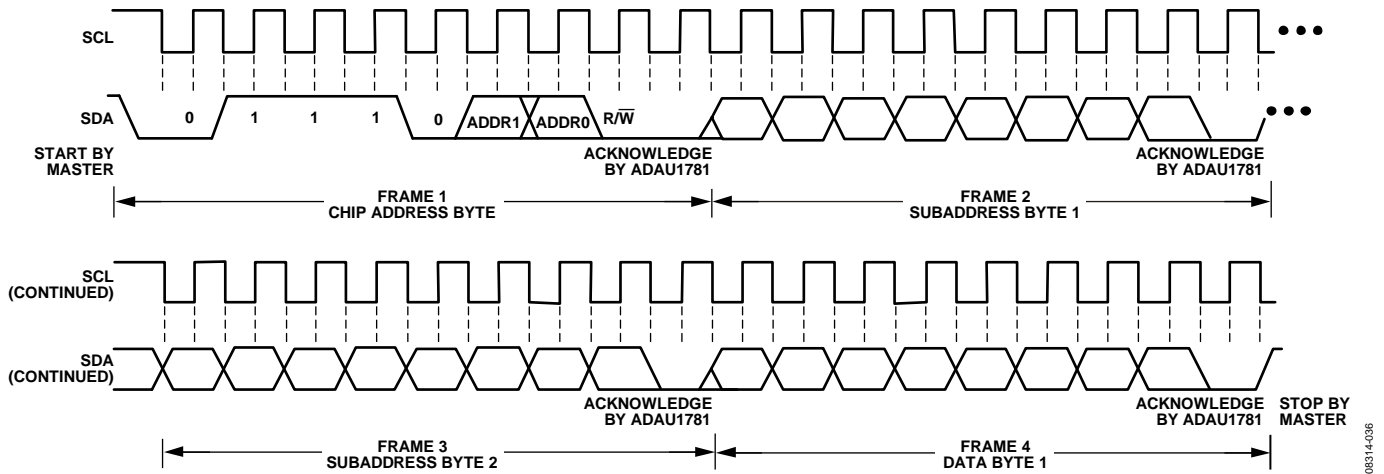 SCL
SDA
0 1 1 1 0 ADDR1 ADDR0 R/W̅
START BY
MASTER
ACKNOWLEDGE
BY ADAU1781
ACKNOWLEDGE
BY ADAU1781
FRAME 1
CHIP ADDRESS BYTE
FRAME 2
SUBADDRESS BYTE 1
SCL
(CONTINUED)
SDA
(CONTINUED)
ACKNOWLEDGE
BY ADAU1781
ACKNOWLEDGE
BY ADAU1781
STOP BY
MASTER
FRAME 3
SUBADDRESS BYTE 2
FRAME 4
DATA BYTE 1
08314-036